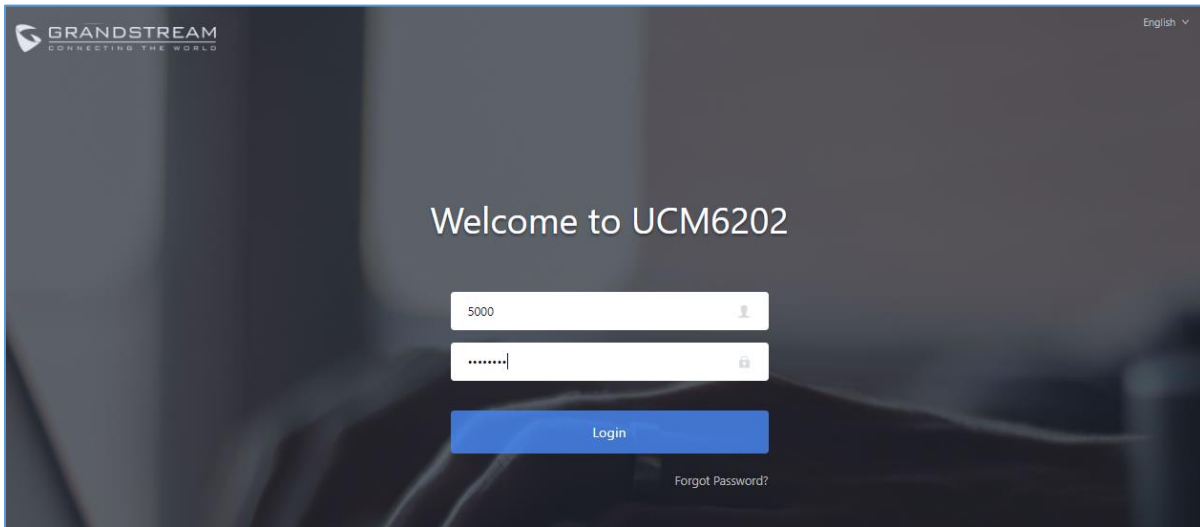 GRANDSTREAM
CONNECTING THE WORLD
English
Welcome to UCM6202
5000
••••••••
Login
Forgot Password?